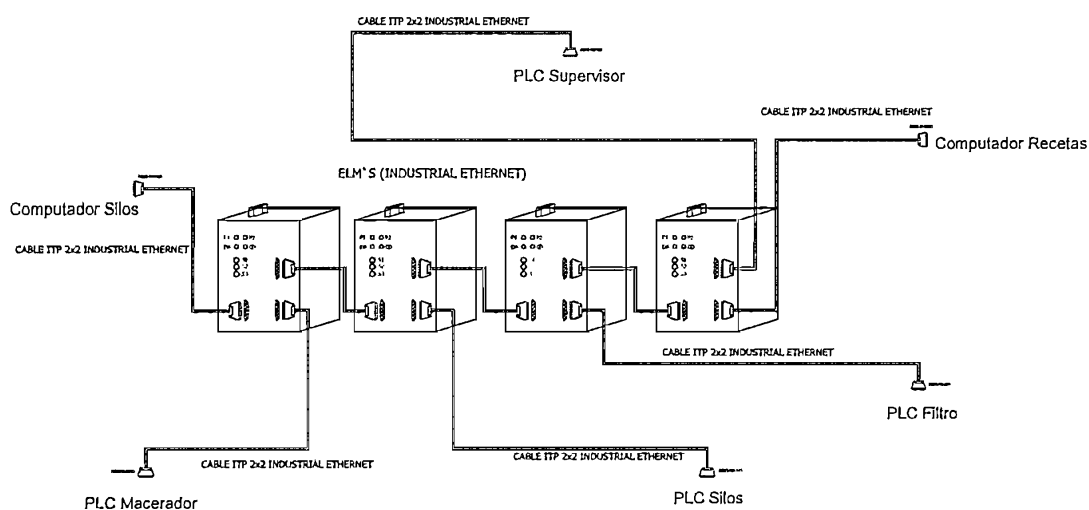 CABLE ITP 2x2 INDUSTRIAL ETHERNET
PLC Supervisor
CABLE ITP 2x2 INDUSTRIAL ETHERNET
Computador Recetas
ELM`S (INDUSTRIAL ETHERNET)
Computador Silos
CABLE ITP 2x2 INDUSTRIAL ETHERNET
CABLE ITP 2x2 INDUSTRIAL ETHERNET
PLC Filtro
CABLE ITP 2x2 INDUSTRIAL ETHERNET
CABLE ITP 2x2 INDUSTRIAL ETHERNET
PLC Macerador
PLC Silos